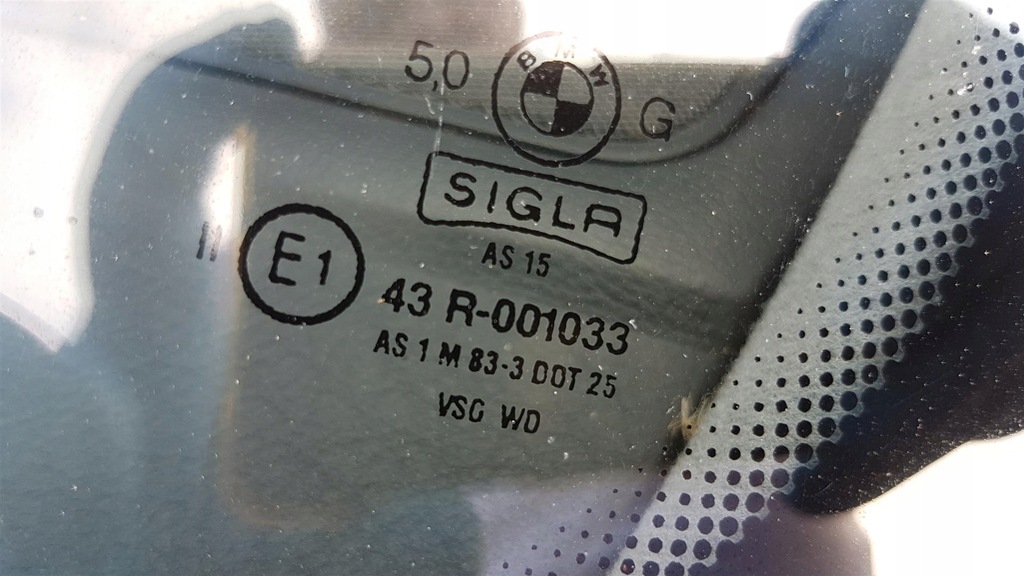 5,0 BMW G
SIGLA
AS 15
II E1
43 R-001033
AS 1 M 83-3 DOT 25
VSG WD